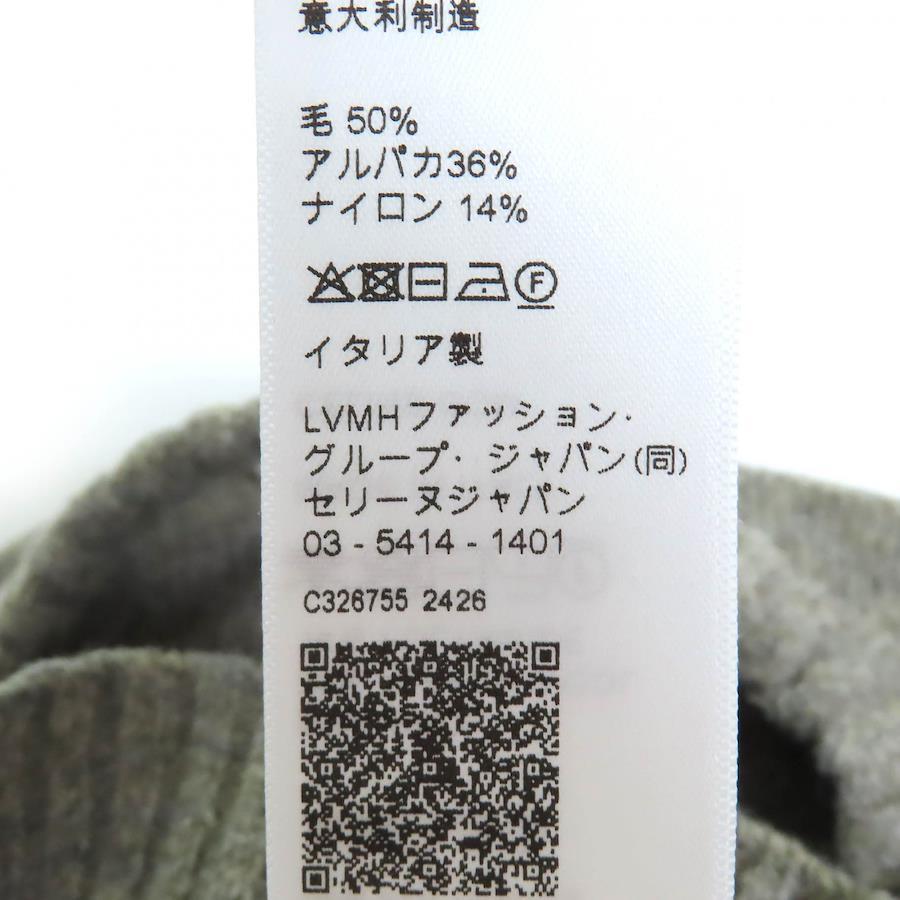 意大利制造
毛 50%
アルパカ36%
ナイロン 14%
F
イタリア製
LVMHファッション・
グループ・ジャパン(同)
セリーヌジャパン
03 - 5414 - 1401
C326755 2426